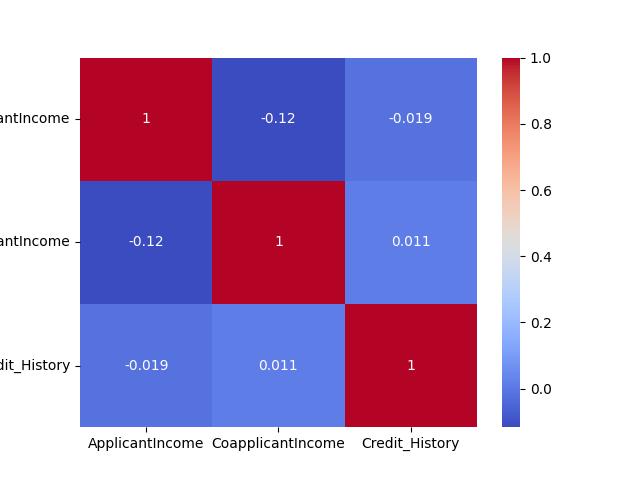 antIncome
1
-0.12
-0.019
antIncome
-0.12
1
0.011
dit_History
-0.019
0.011
1
ApplicantIncome
CoapplicantIncome
Credit_History
1.0
0.8
0.6
0.4
0.2
0.0